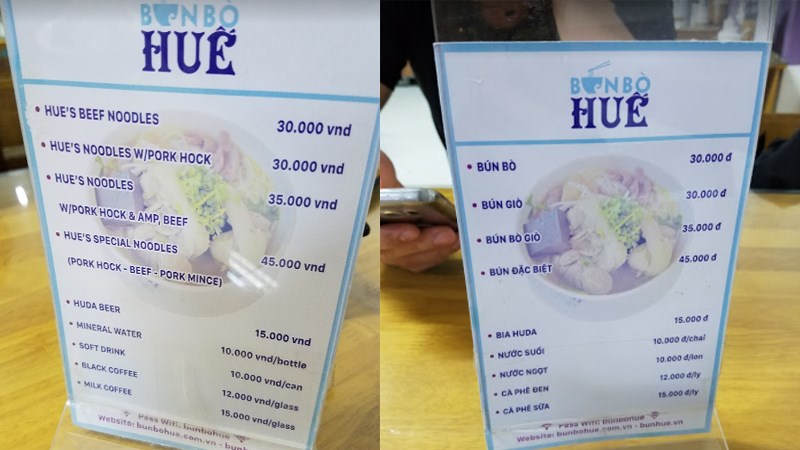 BÚN BÒ
HUẾ
• HUE'S BEEF NOODLES 30.000 vnd
• HUE'S NOODLES W/PORK HOCK 30.000 vnd
• HUE'S NOODLES 35.000 vnd
W/PORK HOCK & AMP, BEEF
• HUE'S SPECIAL NOODLES 45.000 vnd
(PORK HOCK - BEEF - PORK MINCE)
• HUDA BEER 15.000 vnd
• MINERAL WATER 10.000 vnd/bottle
• SOFT DRINK 10.000 vnd/can
• BLACK COFFEE 12.000 vnd/glass
• MILK COFFEE 15.000 vnd/glass
Pass Wifi: bunbohue
Website: bunbohue.com.vn - bunhue.v
BÚN BÒ
HUẾ
• BÚN BÒ 30.000 đ
• BÚN GIÒ 30.000 đ
• BÚN BÒ GIÒ 35.000 đ
• BÚN ĐẶC BIỆT 45.000 đ
• BIA HUDA 15.000 đ
• NƯỚC SUỐI 10.000 đ/chai
• NƯỚC NGỌT 10.000 đ/lon
• CÀ PHÊ ĐEN 12.000 đ/ly
• CÀ PHÊ SỮA 15.000 đ/ly
Pass Wifi: bunbohue
Website: bunbohue.com.vn - bunhue.vn